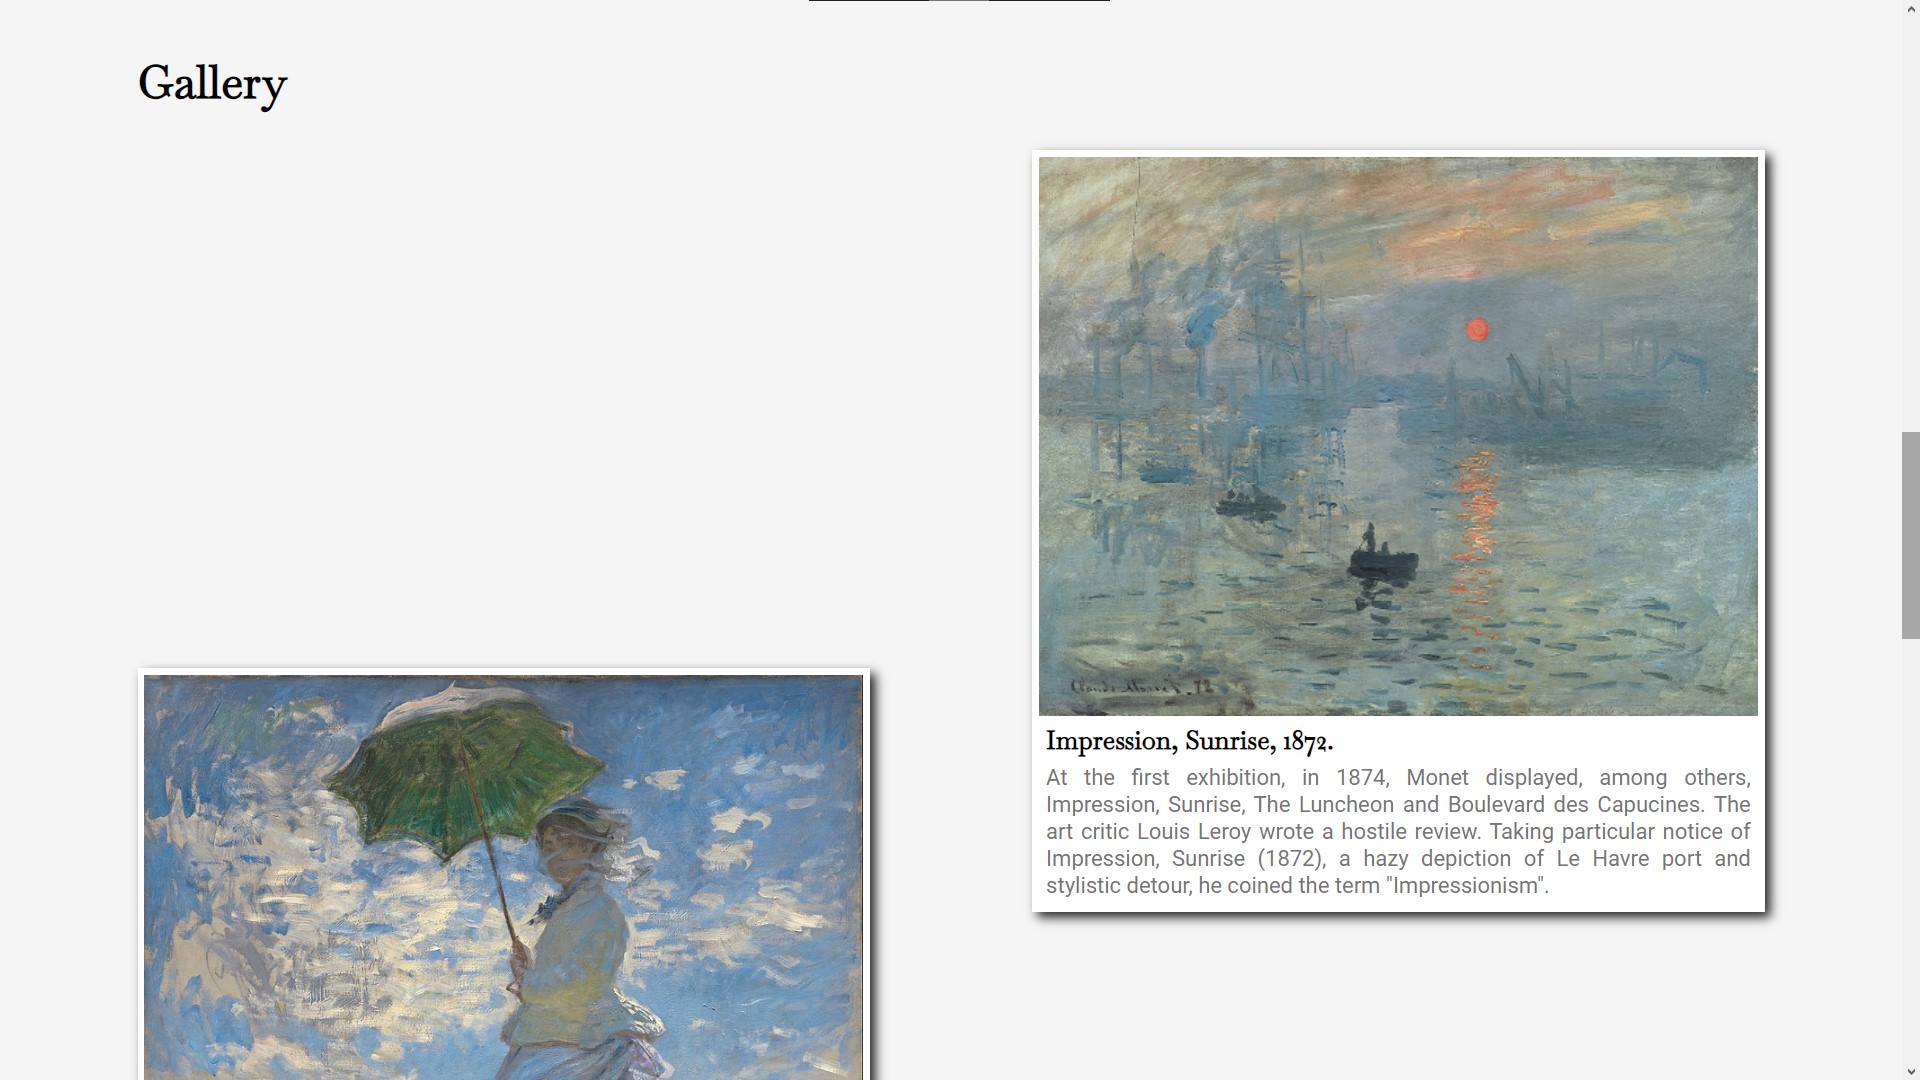 Gallery
Claude Monet. 72
Impression, Sunrise, 1872.
At the first exhibition, in 1874, Monet displayed, among others,
Impression, Sunrise, The Luncheon and Boulevard des Capucines. The
art critic Louis Leroy wrote a hostile review. Taking particular notice of
Impression, Sunrise (1872), a hazy depiction of Le Havre port and
stylistic detour, he coined the term "Impressionism".